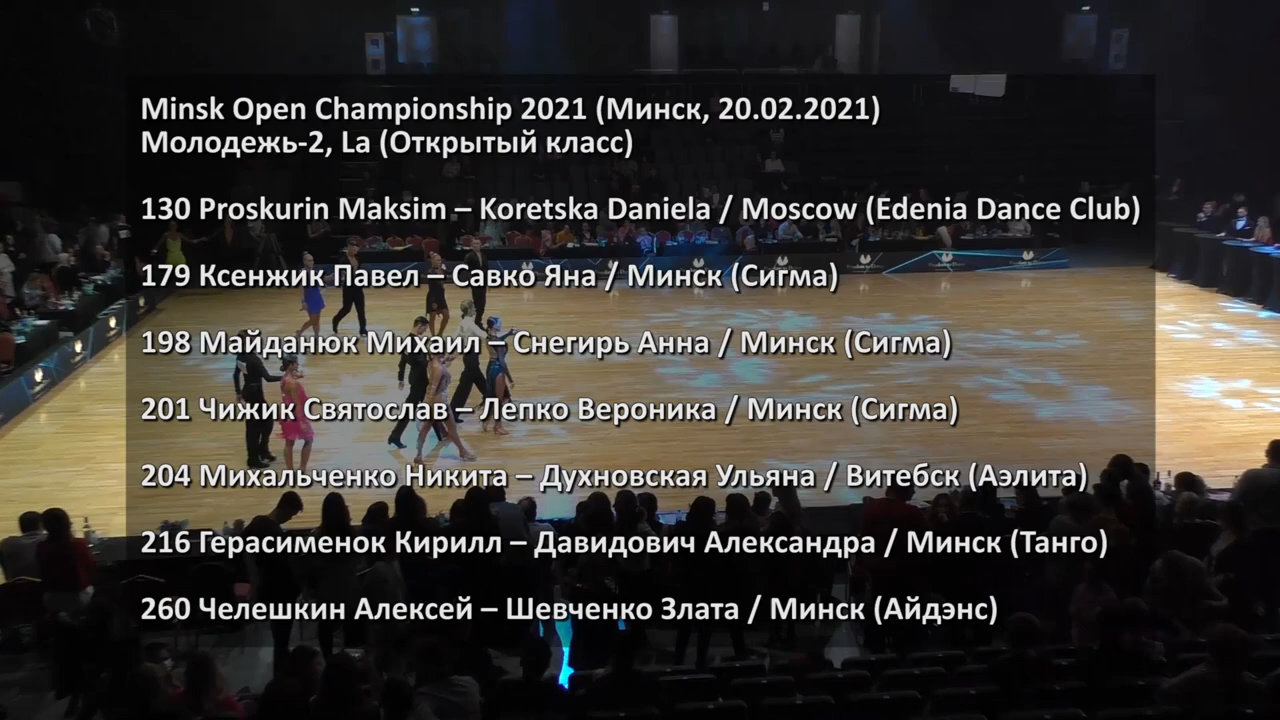 Minsk Open Championship 2021 (Минск, 20.02.2021)
Молодежь-2, La (Открытый класс)
130 Proskurin Maksim – Koretska Daniela / Moscow (Edenia Dance Club)
179 Ксенжик Павел – Савко Яна / Минск (Сигма)
198 Майданюк Михаил – Снегирь Анна / Минск (Сигма)
201 Чижик Святослав – Лепко Вероника / Минск (Сигма)
204 Михальченко Никита – Духновская Ульяна / Витебск (Аэлита)
216 Герасименок Кирилл – Давидович Александра / Минск (Танго)
260 Челешкин Алексей – Шевченко Злата / Минск (Айдэнс)